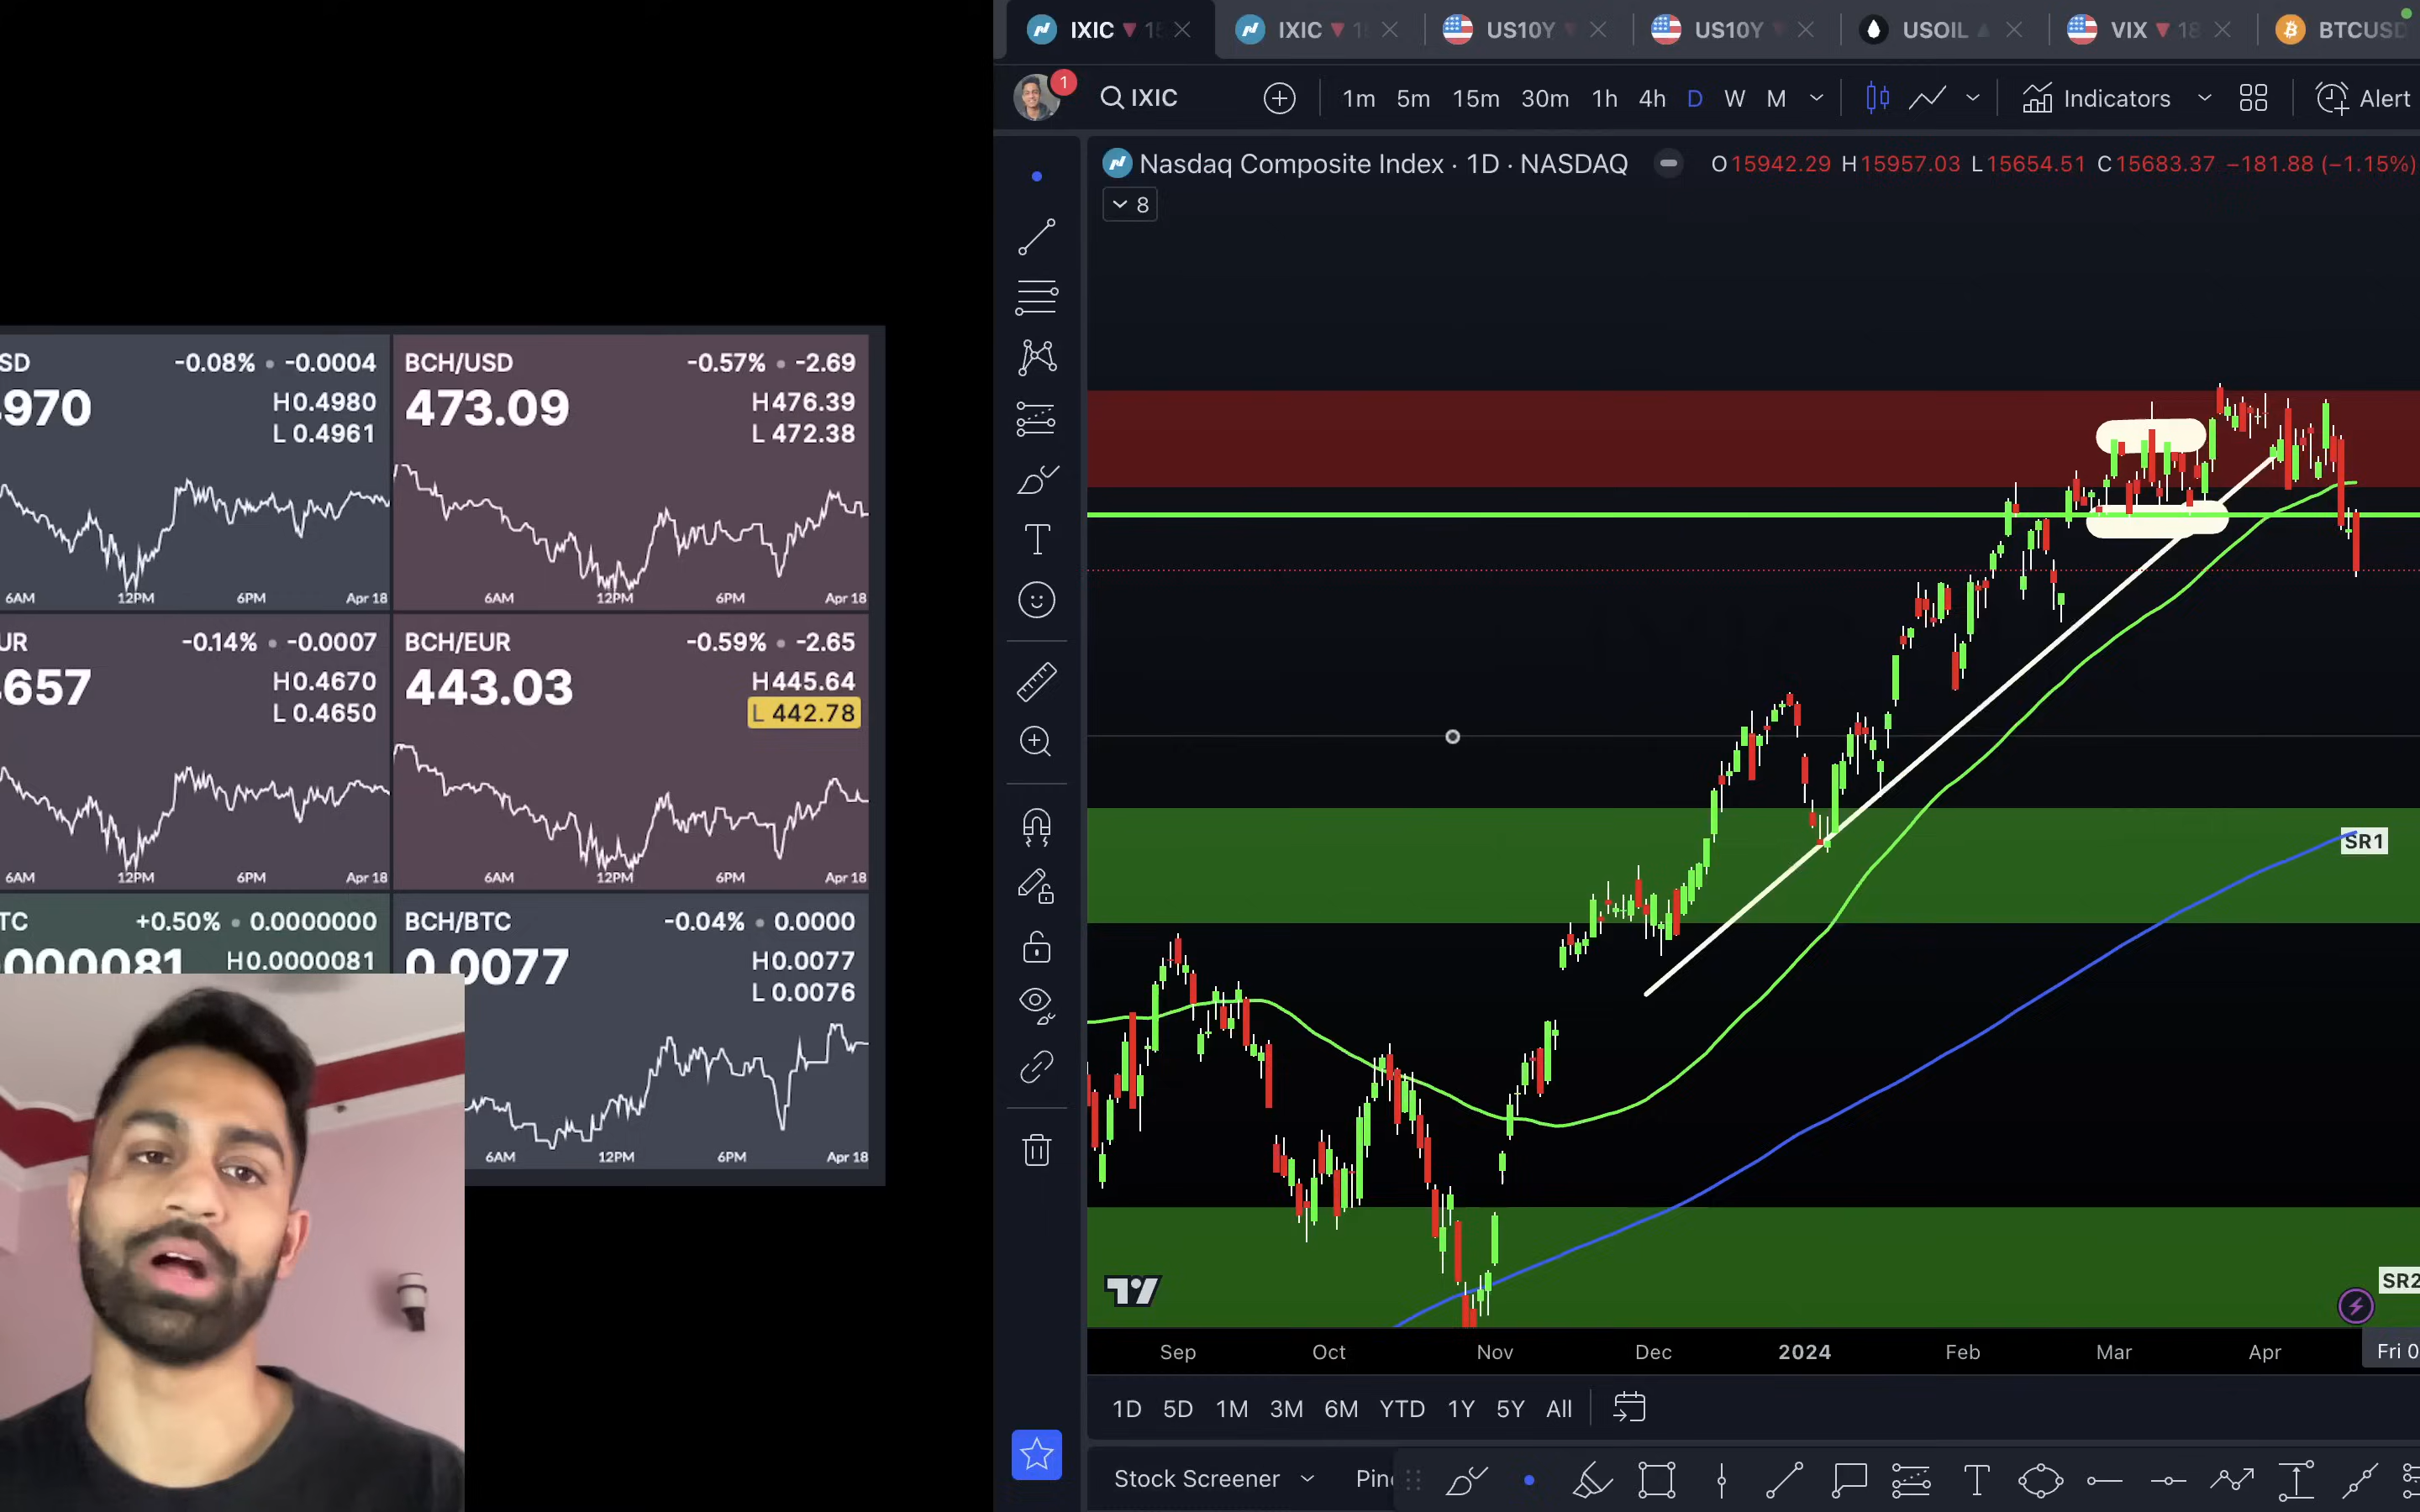 SD -0.08% • -0.0004
970 H0.4980
L 0.4961
6AM 12PM 6PM Apr 18
BCH/USD -0.57% • -2.69
473.09 H476.39
L 472.38
6AM 12PM 6PM Apr 18
UR -0.14% • -0.0007
657 H0.4670
L 0.4650
6AM 12PM 6PM Apr 18
BCH/EUR -0.59% • -2.65
443.03 H445.64
L 442.78
6AM 12PM 6PM Apr 18
TC +0.50% • 0.0000000
000081 H0.0000081
BCH/BTC -0.04% • 0.0000
0.0077 H0.0077
L 0.0076
6AM 12PM 6PM Apr 18
IXIC IXIC US10Y US10Y USOIL VIX 18 BTCUSD
1 IXIC 1m 5m 15m 30m 1h 4h D W M Indicators Alert
Nasdaq Composite Index · 1D · NASDAQ O15942.29 H15957.03 L15654.51 C15683.37 −181.88 (−1.15%)
8
SR1
SR2
Sep Oct Nov Dec 2024 Feb Mar Apr Fri 0
1D 5D 1M 3M 6M YTD 1Y 5Y All
Stock Screener Pine